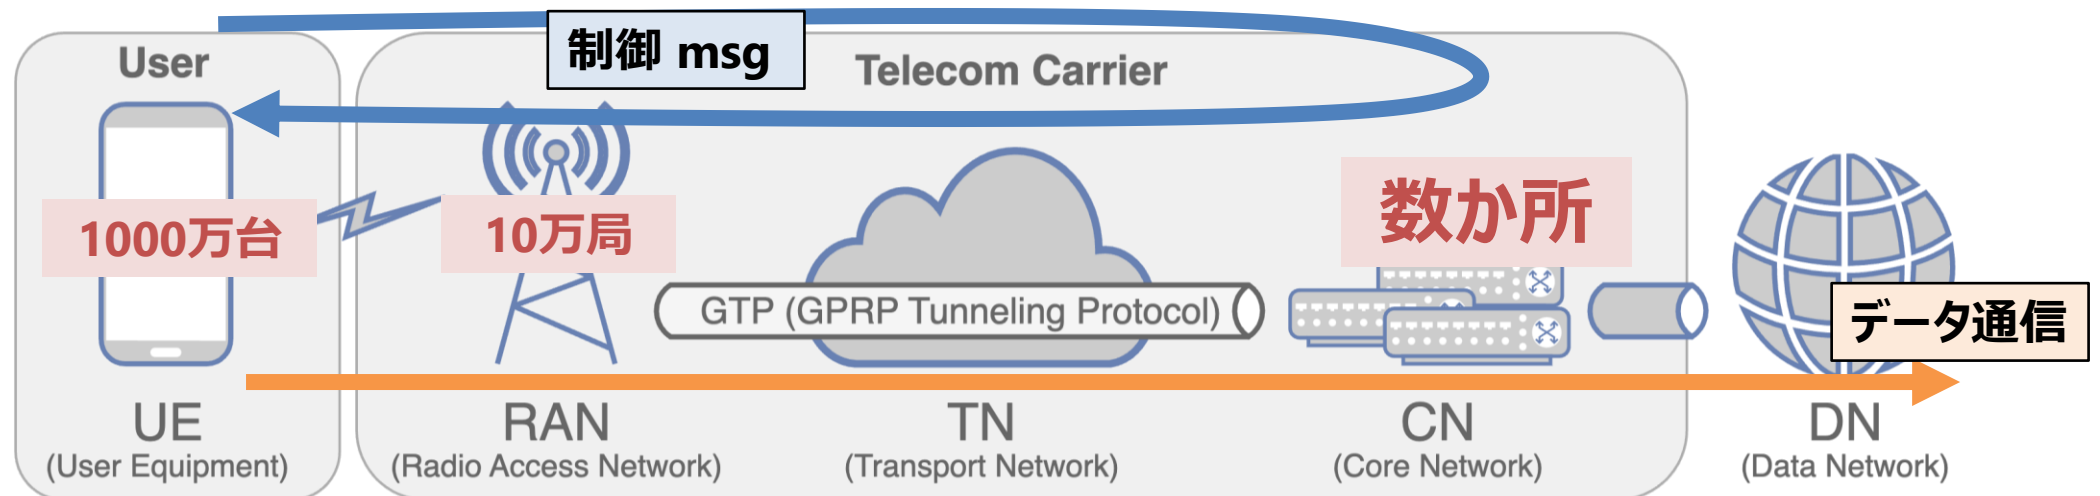 制御 msg
User
Telecom Carrier
1000万台
10万局
数か所
GTP (GPRP Tunneling Protocol)
データ通信
UE
(User Equipment)
RAN
(Radio Access Network)
TN
(Transport Network)
CN
(Core Network)
DN
(Data Network)